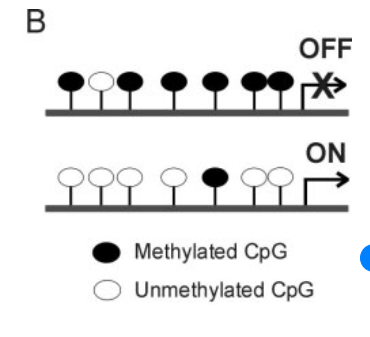 B
OFF
X
ON
Methylated CpG
Unmethylated CpG